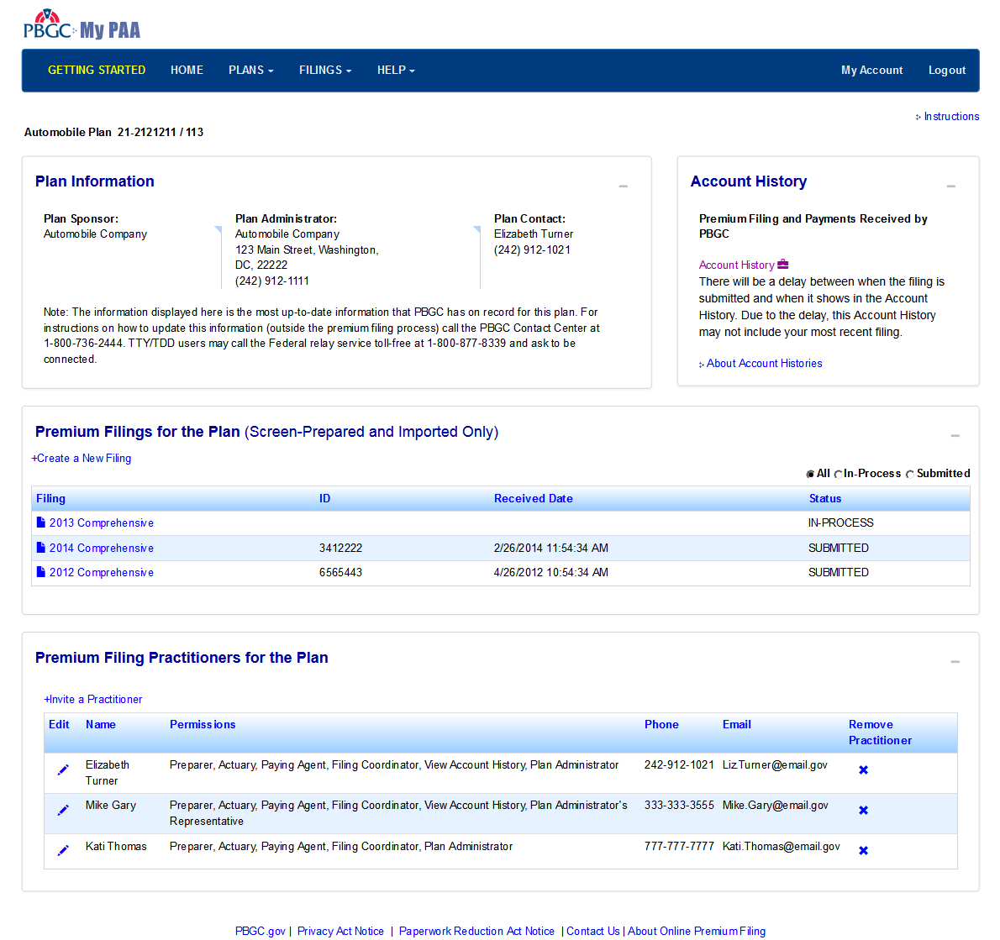 PBGC My PAA
GETTING STARTED HOME PLANS FILINGS HELP My Account Logout
Instructions
Automobile Plan 21-2121211 / 113
Plan Information
Plan Sponsor:
Automobile Company
Plan Administrator:
Automobile Company
123 Main Street, Washington,
DC, 22222
(242) 912-1111
Plan Contact:
Elizabeth Turner
(242) 912-1021
Note: The information displayed here is the most up-to-date information that PBGC has on record for this plan. For
instructions on how to update this information (outside the premium filing process) call the PBGC Contact Center at
1-800-736-2444. TTY/TDD users may call the Federal relay service toll-free at 1-800-877-8339 and ask to be
connected.
Account History
Premium Filing and Payments Received by
PBGC
Account History
There will be a delay between when the filing is
submitted and when it shows in the Account
History. Due to the delay, this Account History
may not include your most recent filing.
About Account Histories
Premium Filings for the Plan (Screen-Prepared and Imported Only)
+Create a New Filing
All In-Process Submitted
Filing ID Received Date Status
2013 Comprehensive IN-PROCESS
2014 Comprehensive 3412222 2/26/2014 11:54:34 AM SUBMITTED
2012 Comprehensive 6565443 4/26/2012 10:54:34 AM SUBMITTED
Premium Filing Practitioners for the Plan
+Invite a Practitioner
Edit Name Permissions Phone Email Remove
Practitioner
Elizabeth Preparer, Actuary, Paying Agent, Filing Coordinator, View Account History, Plan Administrator 242-912-1021 Liz.Turner@email.gov
Turner
Mike Gary Preparer, Actuary, Paying Agent, Filing Coordinator, View Account History, Plan Administrator's 333-333-3555 Mike.Gary@email.gov
Representative
Kati Thomas Preparer, Actuary, Paying Agent, Filing Coordinator, Plan Administrator 777-777-7777 Kati.Thomas@email.gov
PBGC.gov | Privacy Act Notice | Paperwork Reduction Act Notice | Contact Us | About Online Premium Filing